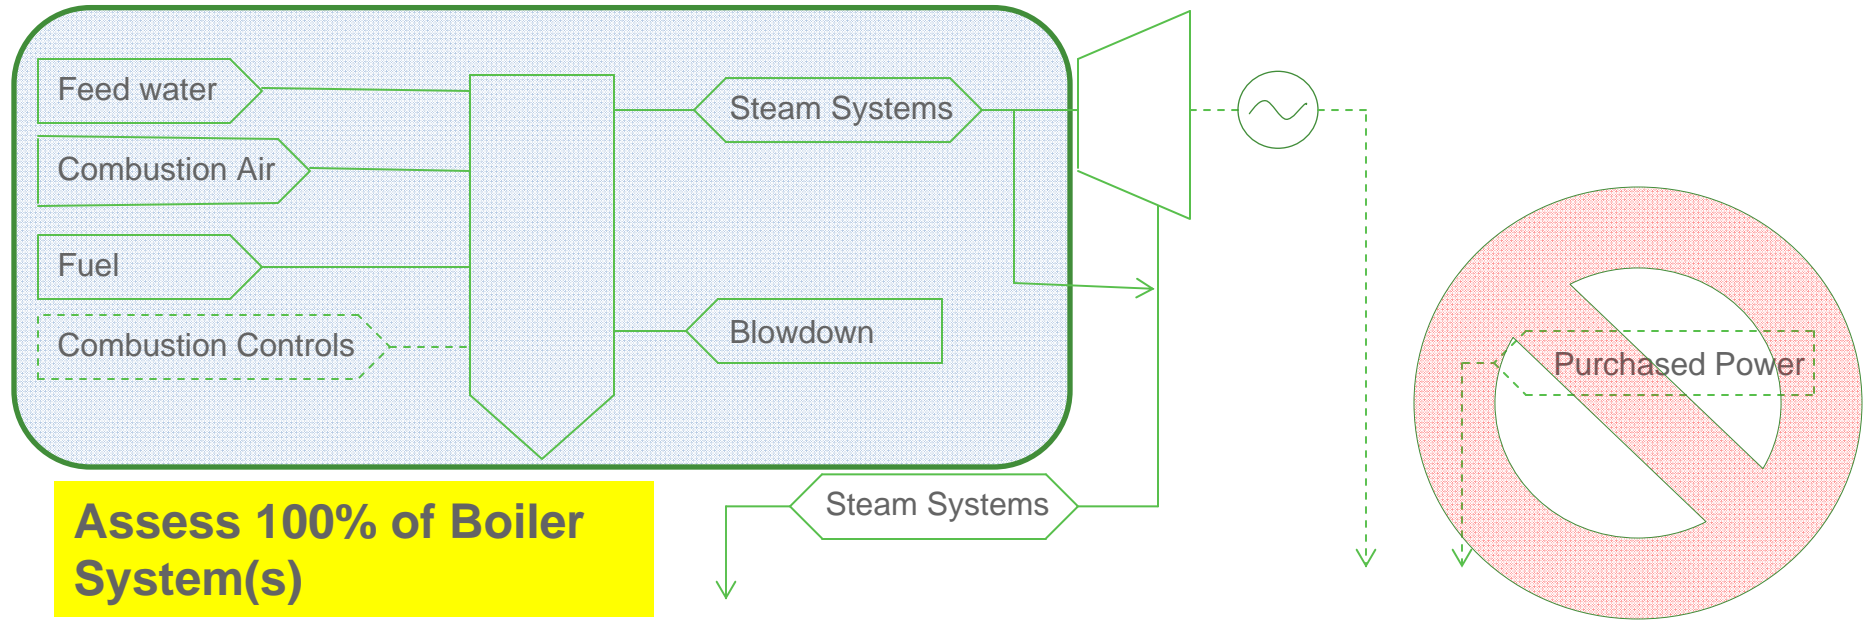 Feed water
Steam Systems
Combustion Air
Fuel
Blowdown
Combustion Controls
Purchased Power
Steam Systems
Assess 100% of Boiler
System(s)